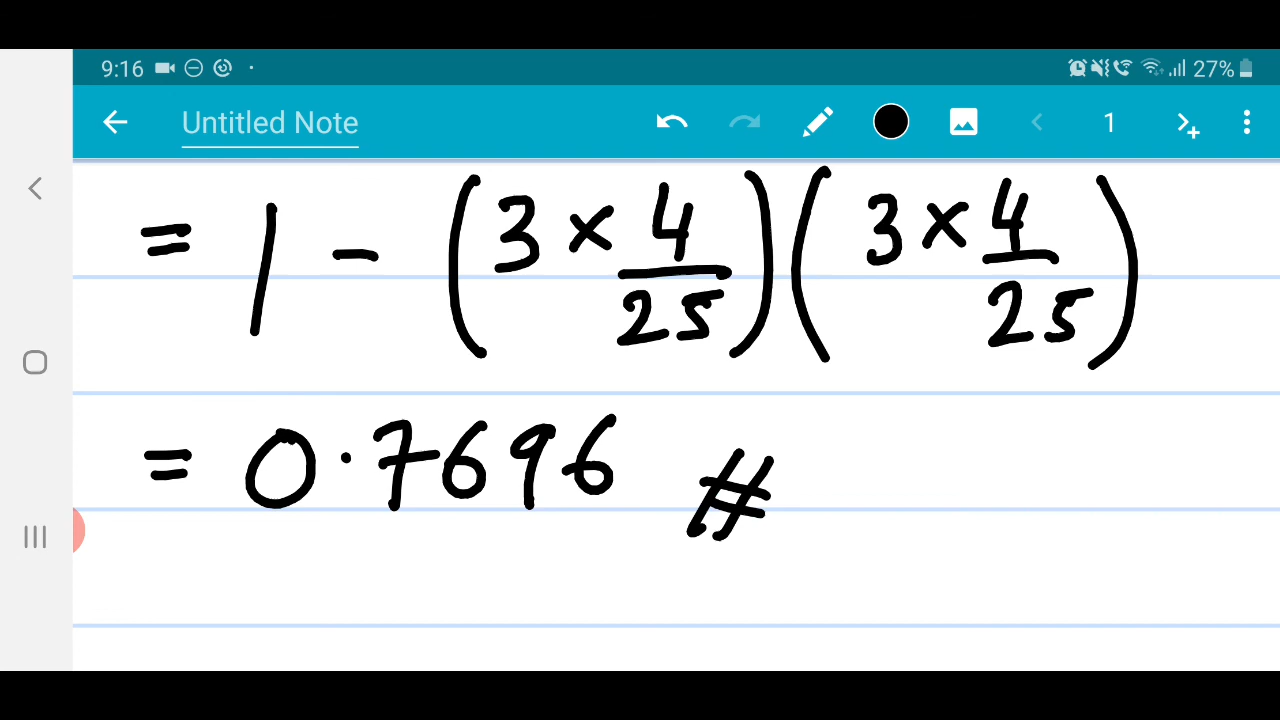 9:16 27%
Untitled Note 1
= 1 - (3 × 4/25)(3 × 4/25)
= 0.7696 #